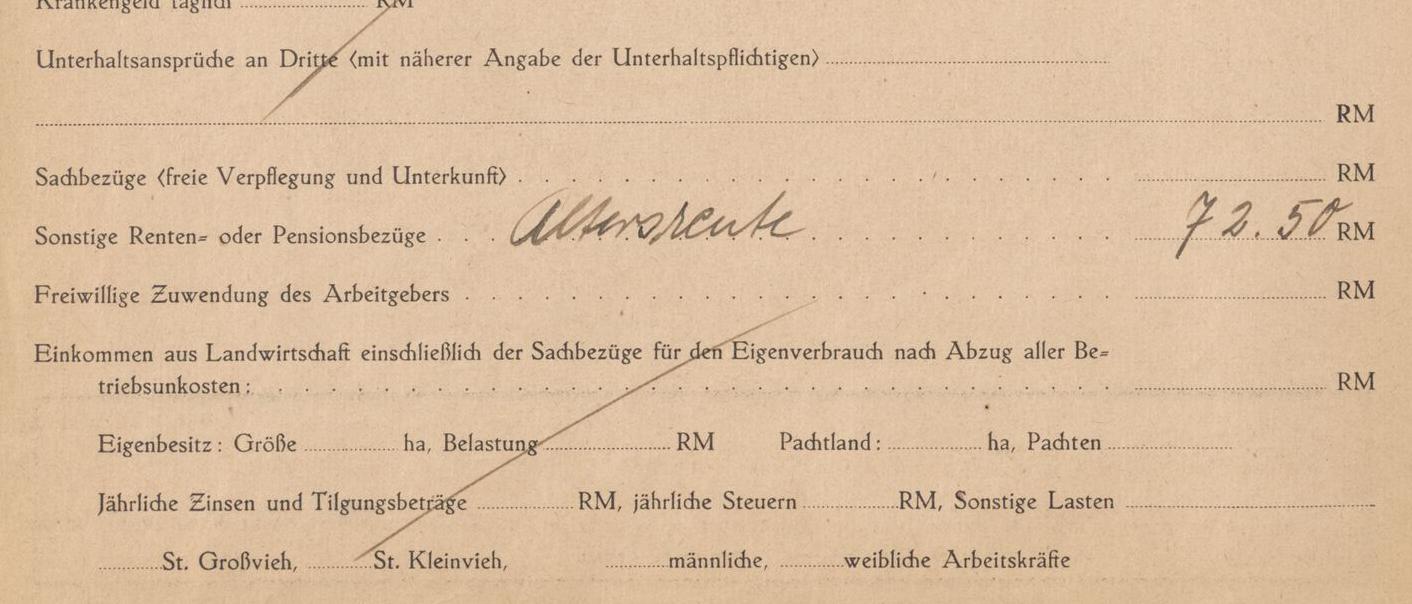 Krankengeld täglich .................... RM
Unterhaltsansprüche an Dritte (mit näherer Angabe der Unterhaltspflichtigen) ....................
.................... RM
Sachbezüge (freie Verpflegung und Unterkunft) . . . . . . . . . . .................... RM
Sonstige Renten= oder Pensionsbezüge . . . Altersrente . . . . . . . . . 72.50 RM
Freiwillige Zuwendung des Arbeitgebers . . . . . . . . . . .................... RM
Einkommen aus Landwirtschaft einschließlich der Sachbezüge für den Eigenverbrauch nach Abzug aller Be=
triebsunkosten: . . . . . . . . . . .................... RM
Eigenbesitz: Größe ............ ha, Belastung ............ RM Pachtland: ............ ha, Pachten ............
Jährliche Zinsen und Tilgungsbeträge ............ RM, jährliche Steuern ............ RM, Sonstige Lasten ....................
........ St. Großvieh, ........ St. Kleinvieh, ........ männliche, ........ weibliche Arbeitskräfte